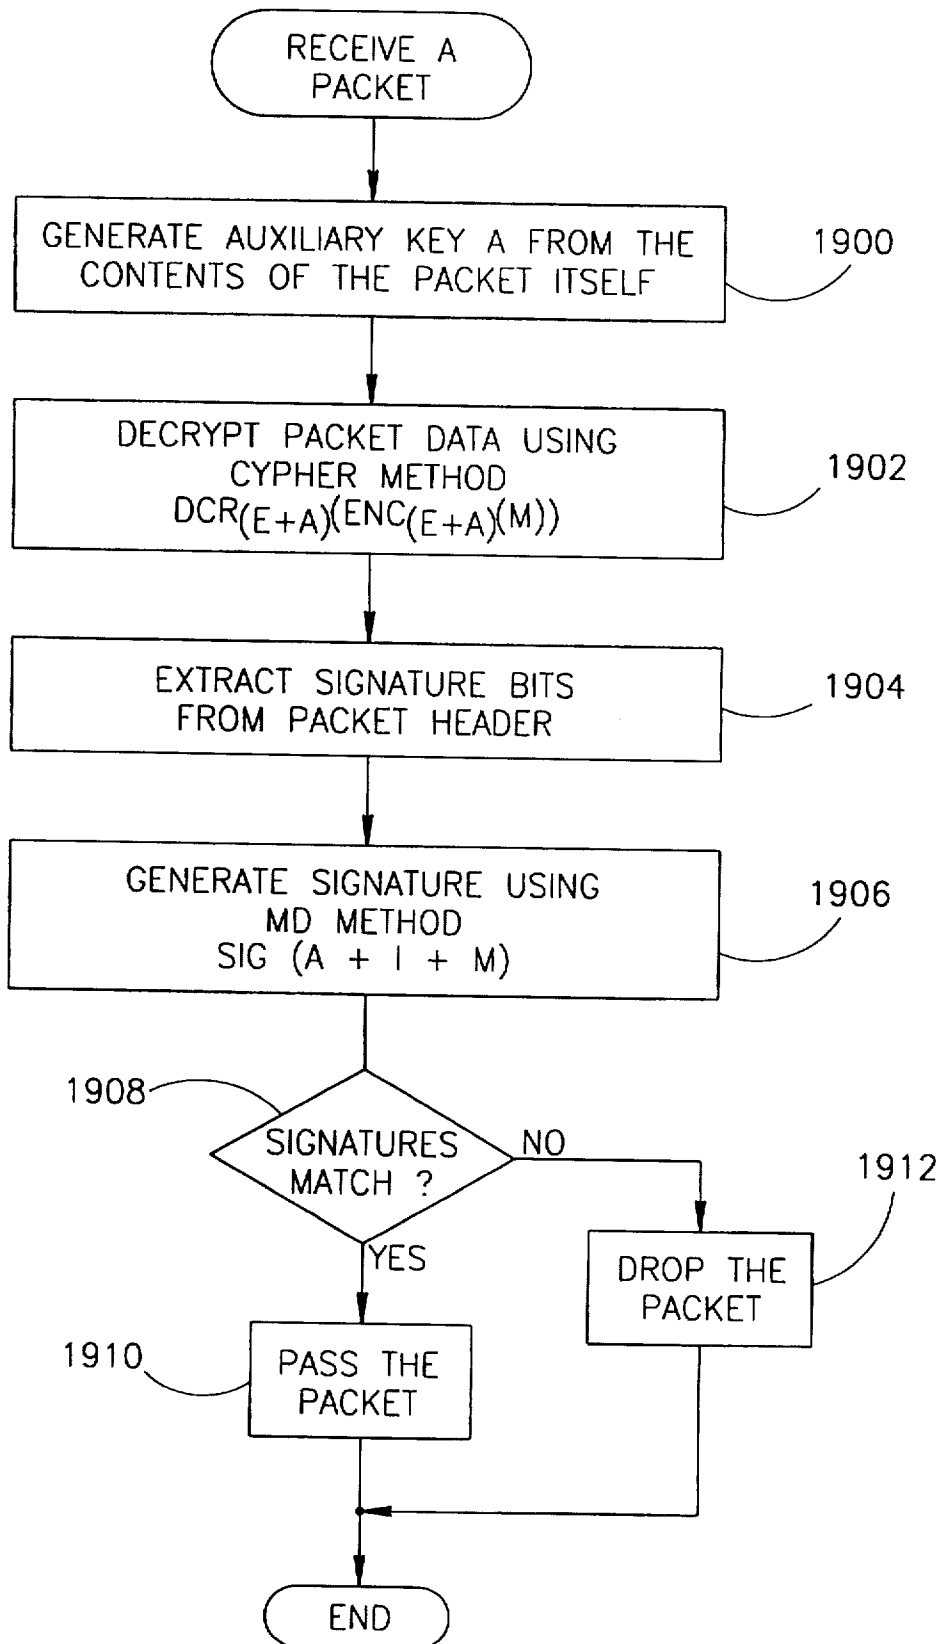 RECEIVE A
PACKET
GENERATE AUXILIARY KEY A FROM THE
CONTENTS OF THE PACKET ITSELF
1900
DECRYPT PACKET DATA USING
CYPHER METHOD
DCR(E+A)(ENC(E+A)(M))
1902
EXTRACT SIGNATURE BITS
FROM PACKET HEADER
1904
GENERATE SIGNATURE USING
MD METHOD
SIG (A + I + M)
1906
1908
SIGNATURES
MATCH ?
NO
YES
1912
DROP THE
PACKET
1910
PASS THE
PACKET
END